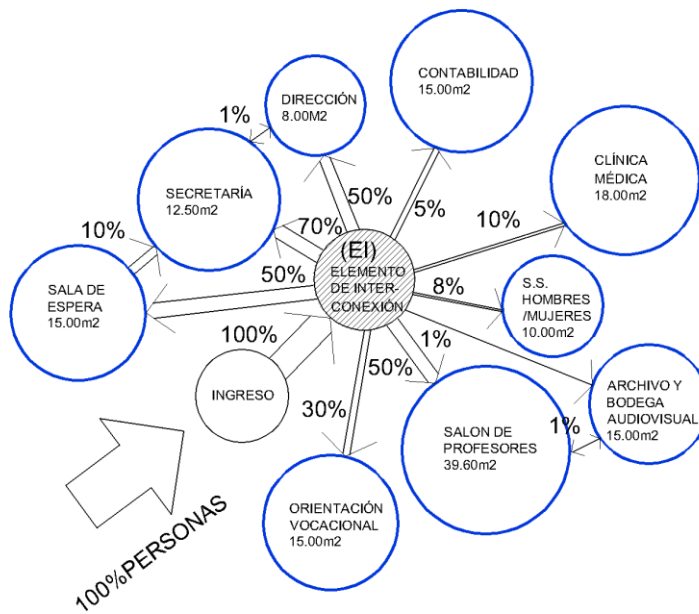 CONTABILIDAD
15.00m2
DIRECCIÓN
8.00M2
1%
CLÍNICA
MÉDICA
18.00m2
SECRETARÍA
12.50m2
50%
5%
70%
10%
10%
(EI)
ELEMENTO
DE INTER-
CONEXIÓN
SALA DE
ESPERA
15.00m2
50%
8%
S.S.
HOMBRES
/MUJERES
10.00m2
100%
1%
50%
INGRESO
30%
ARCHIVO Y
BODEGA
AUDIOVISUAL
15.00m2
1%
SALON DE
PROFESORES
39.60m2
ORIENTACIÓN
VOCACIONAL
15.00m2
100%PERSONAS